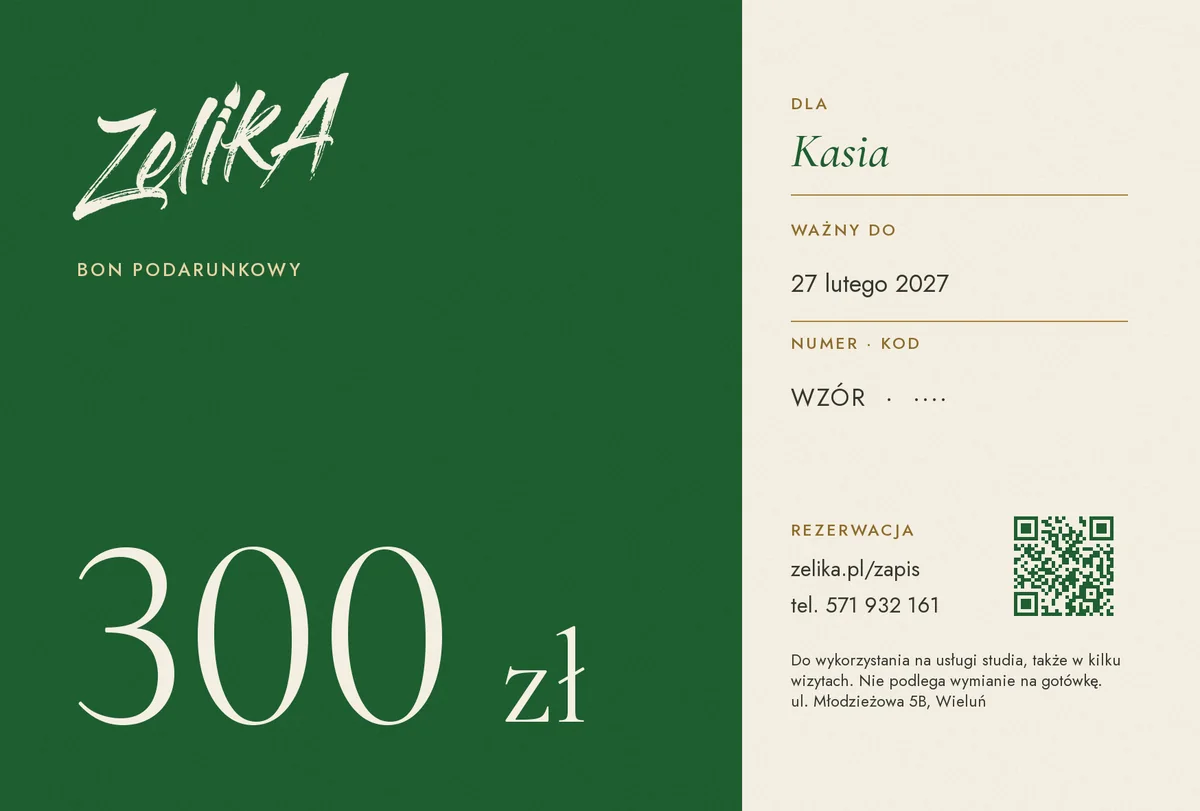 ZelikA
BON PODARUNKOWY
300 zł
DLA
Kasia
WAŻNY DO
27 lutego 2027
NUMER · KOD
WZÓR · ····
REZERWACJA
zelika.pl/zapis
tel. 571 932 161
Do wykorzystania na usługi studia, także w kilku
wizytach. Nie podlega wymianie na gotówkę.
ul. Młodzieżowa 5B, Wieluń